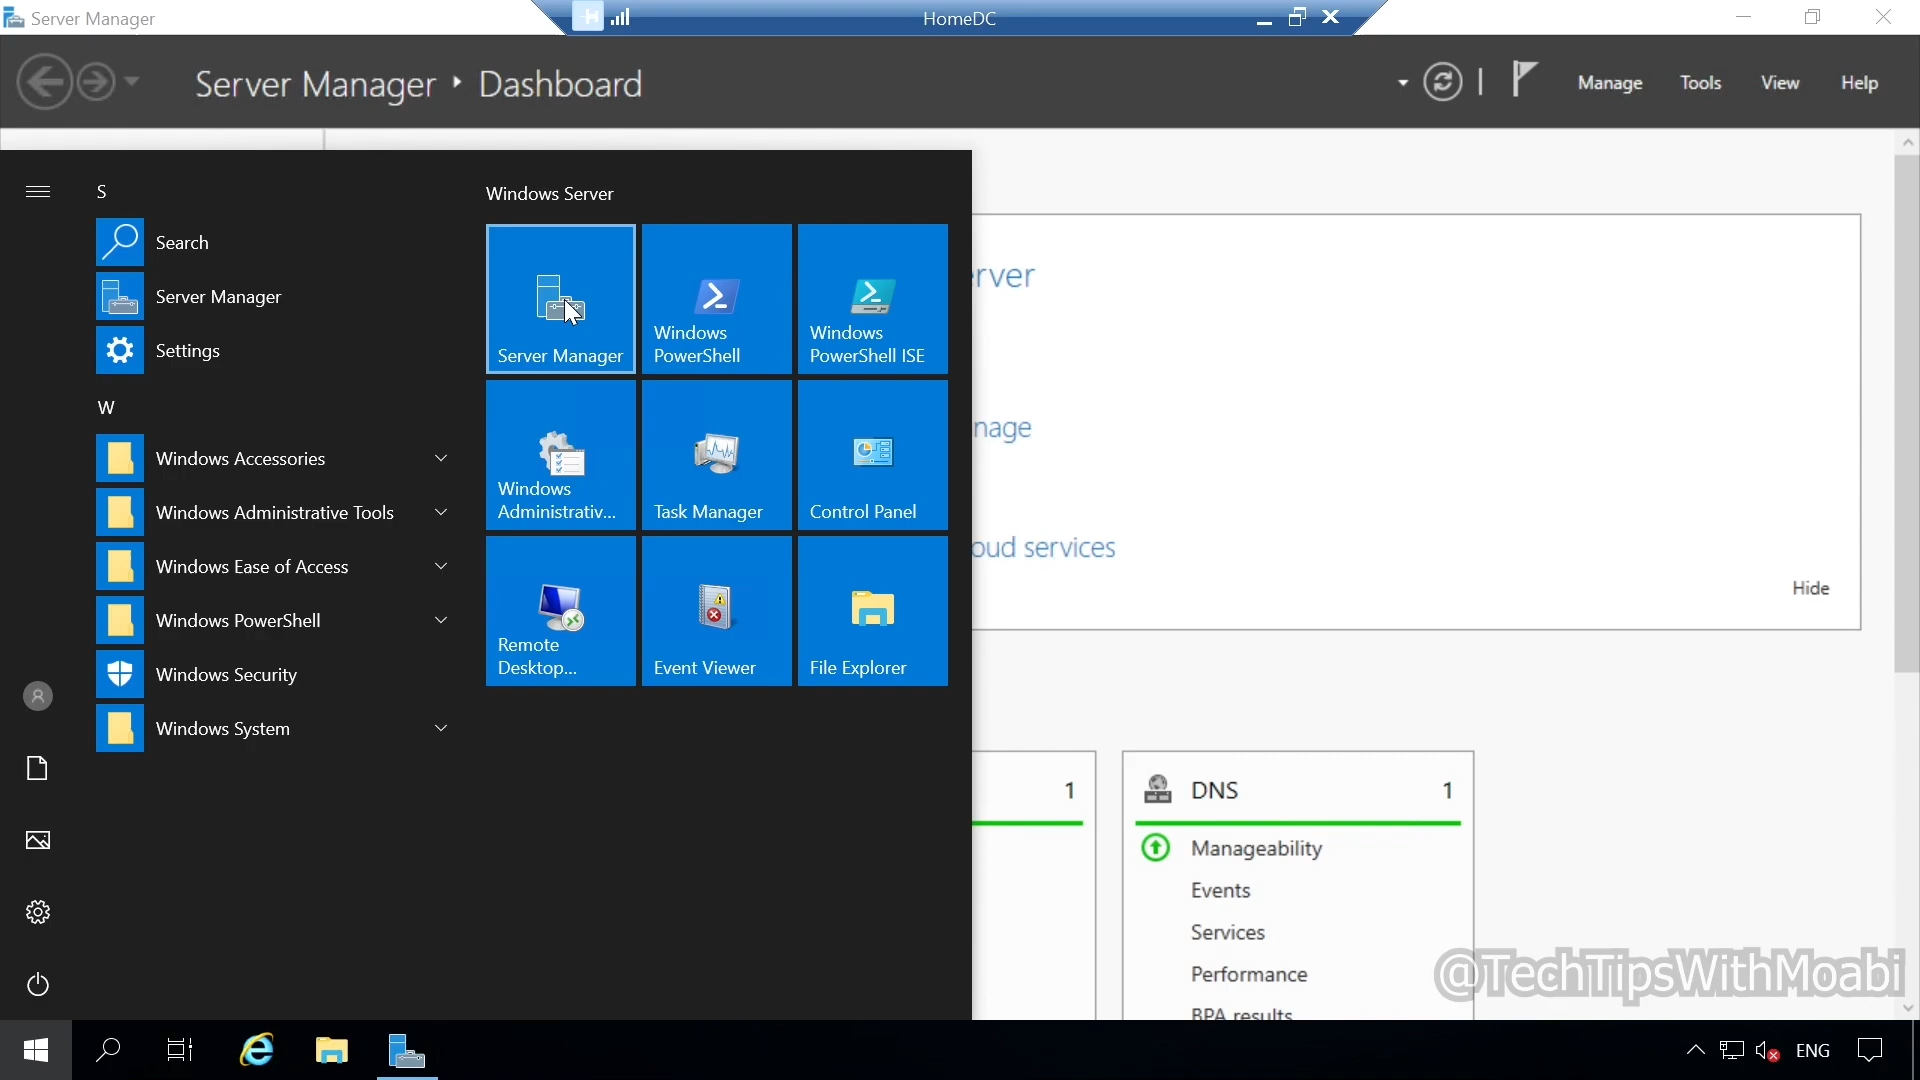 Server Manager
HomeDC
Server Manager
Dashboard
Manage
Tools
View
Help
S
Search
Server Manager
Settings
W
Windows Accessories
Windows Administrative Tools
Windows Ease of Access
Windows PowerShell
Windows Security
Windows System
Windows Server
Server Manager
Windows
PowerShell
Windows
PowerShell ISE
Windows
Administrativ...
Task Manager
Control Panel
Remote
Desktop...
Event Viewer
File Explorer
rver
nage
oud services
Hide
1
DNS
1
Manageability
Events
Services
Performance
BPA results
@TechTipsWithMoabi
ENG